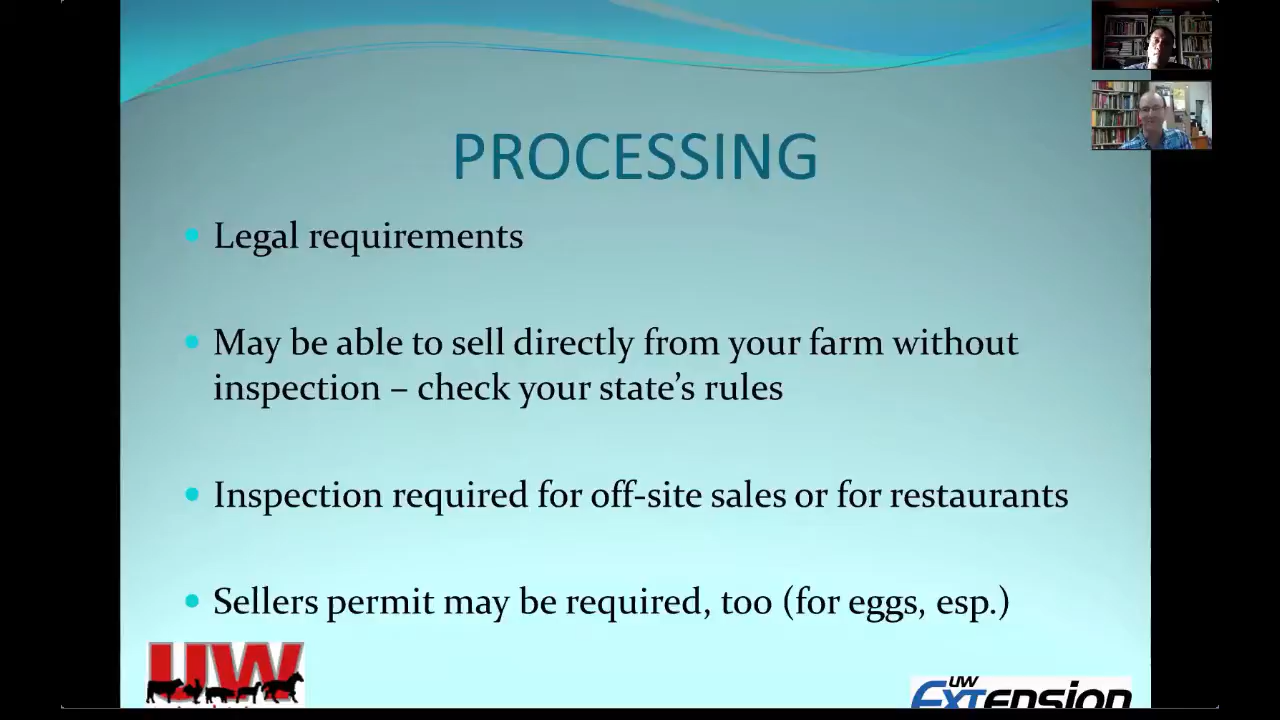 PROCESSING
• Legal requirements
• May be able to sell directly from your farm without
inspection – check your state's rules
• Inspection required for off-site sales or for restaurants
• Sellers permit may be required, too (for eggs, esp.)
UW
UW
Extension